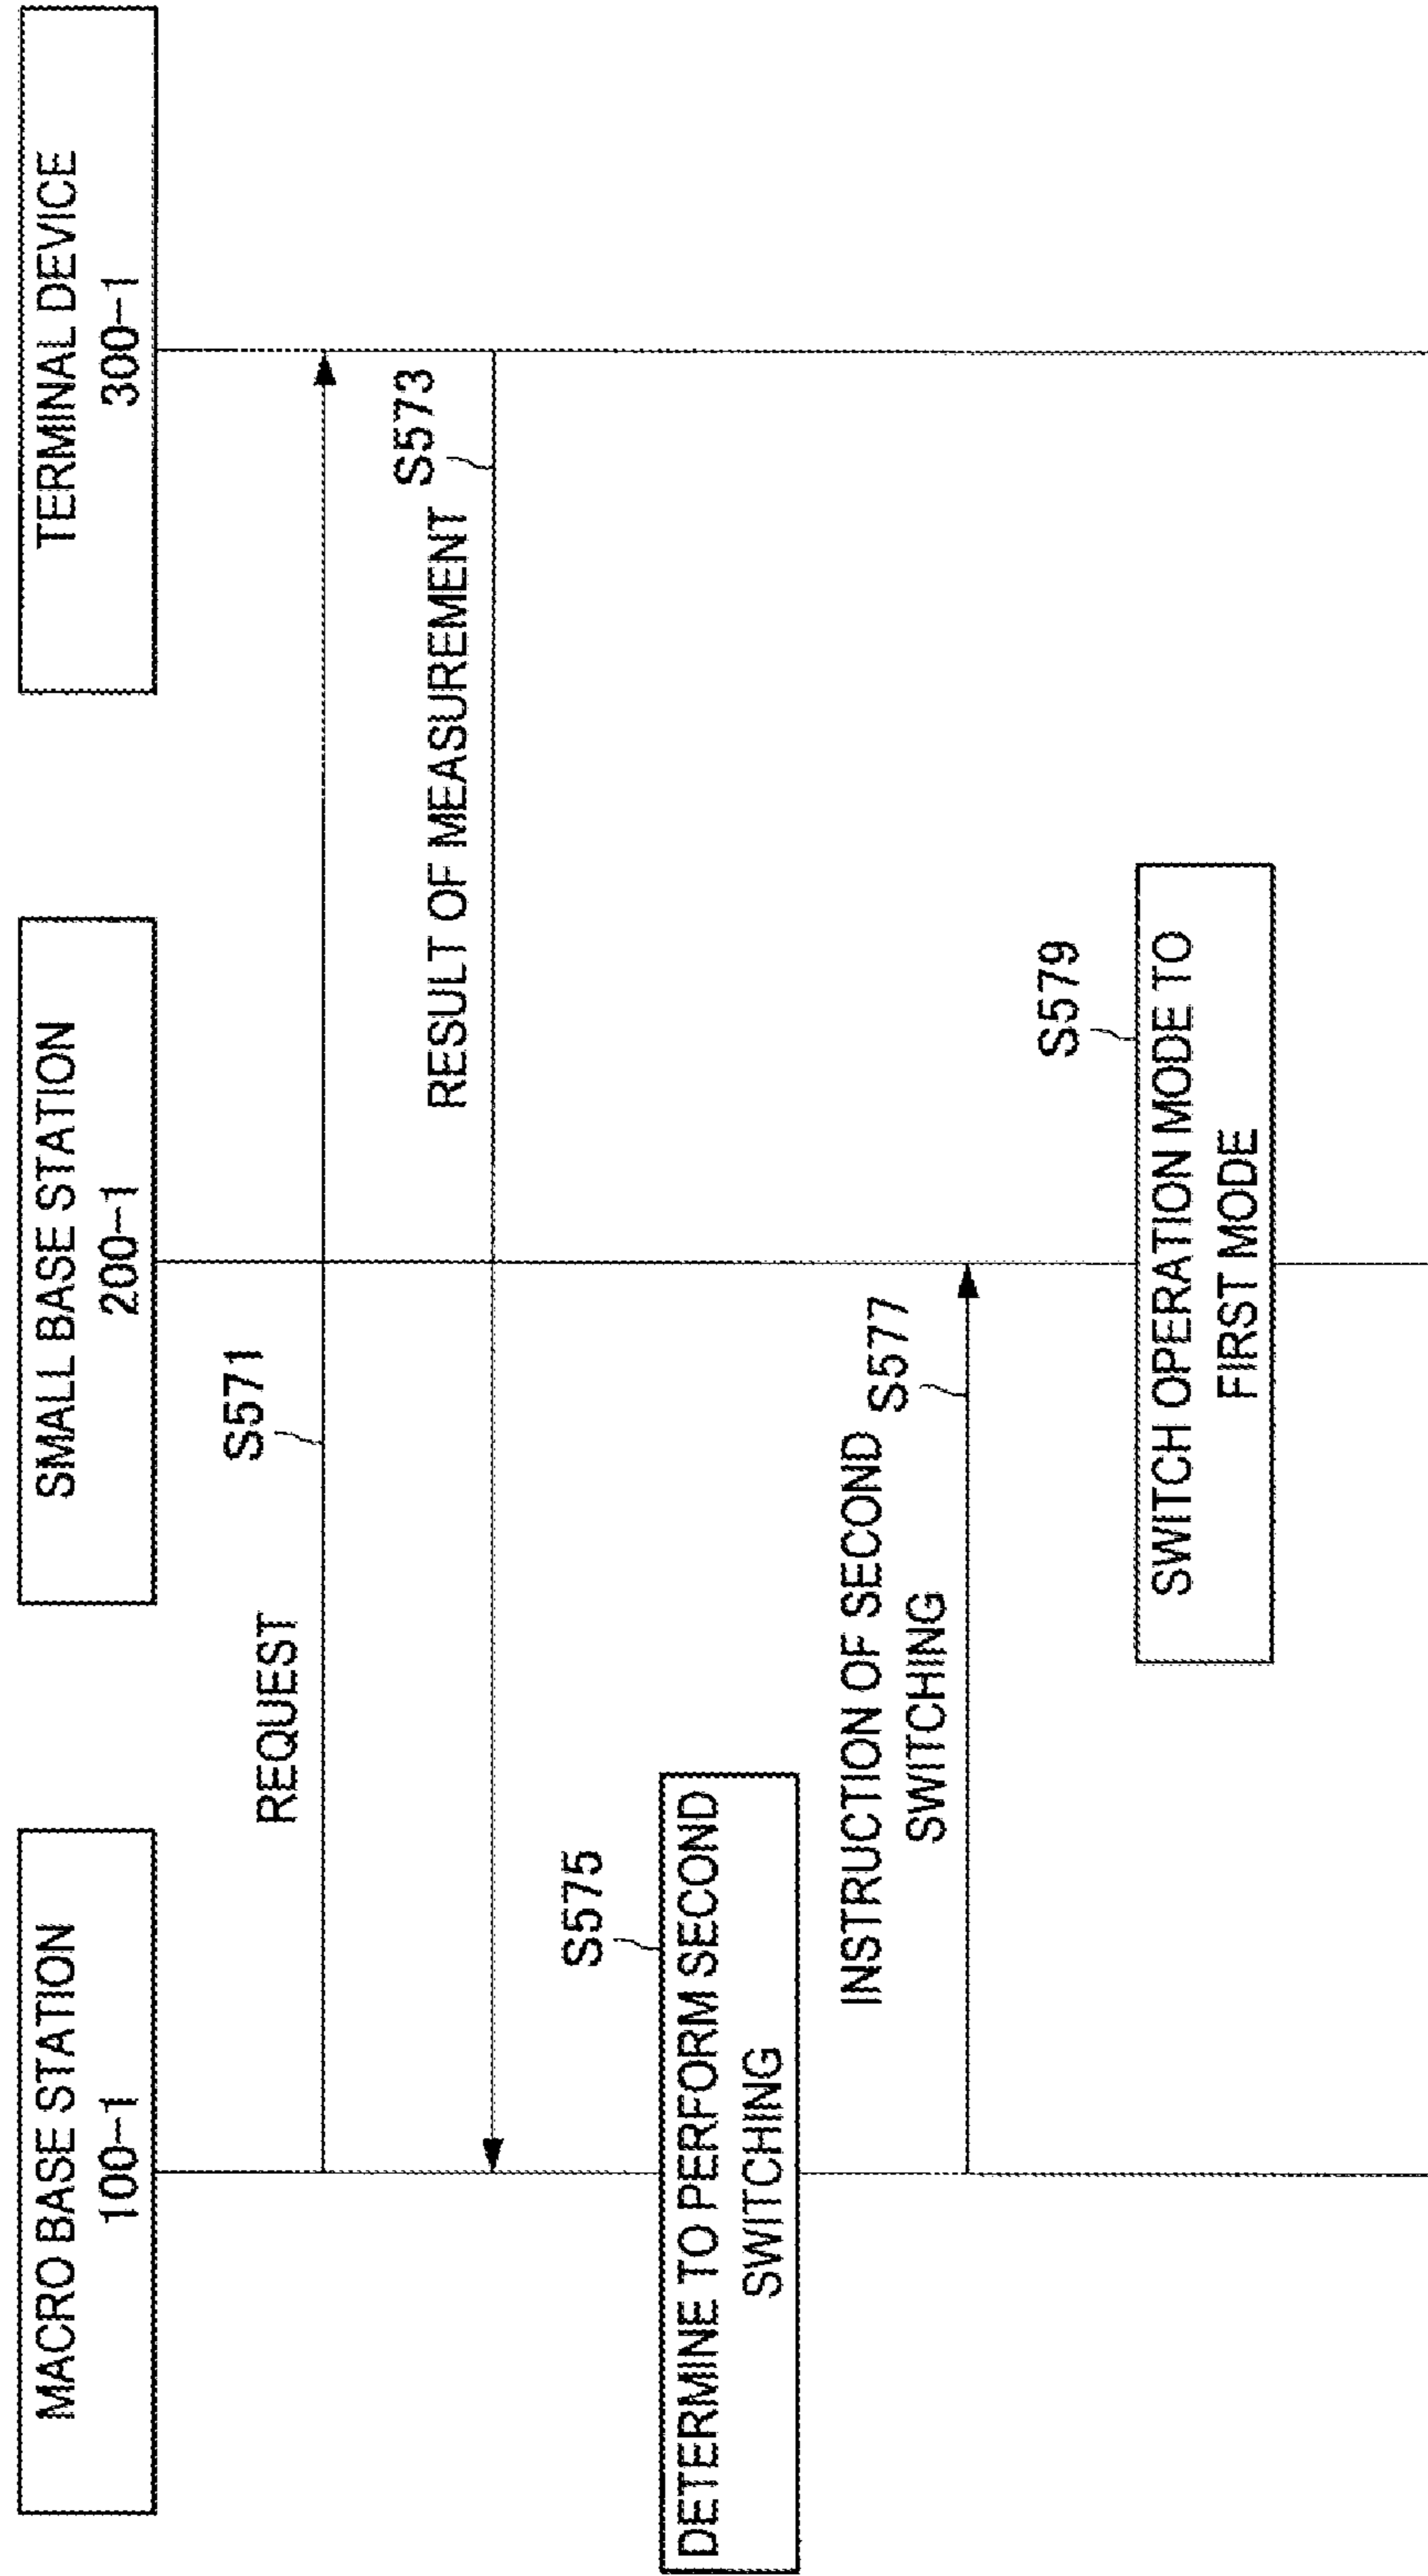 MACRO BASE STATION
100-1
SMALL BASE STATION
200-1
TERMINAL DEVICE
300-1
REQUEST
S571
RESULT OF MEASUREMENT
S573
S575
DETERMINE TO PERFORM SECOND
SWITCHING
INSTRUCTION OF SECOND
SWITCHING
S577
S579
SWITCH OPERATION MODE TO
FIRST MODE